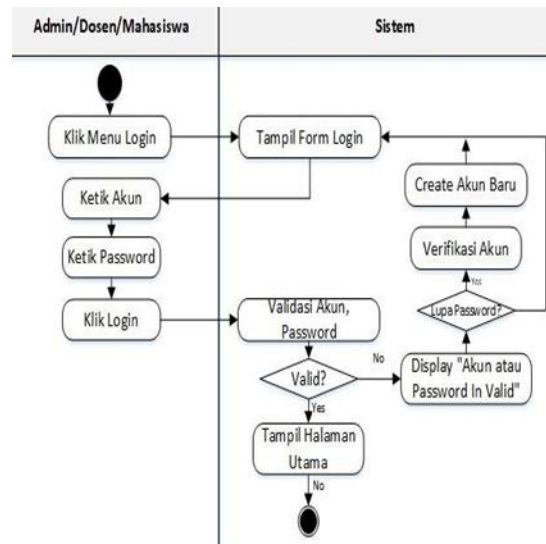 Admin/Dosen/Mahasiswa
Sistem
Klik Menu Login
Tampil Form Login
Create Akun Baru
Ketik Akun
Verifikasi Akun
Ketik Password
Yes
Lupa Password?
Klik Login
Validasi Akun,
Password
No
Display "Akun atau
Password In Valid"
Valid?
Yes
Tampil Halaman
Utama
No